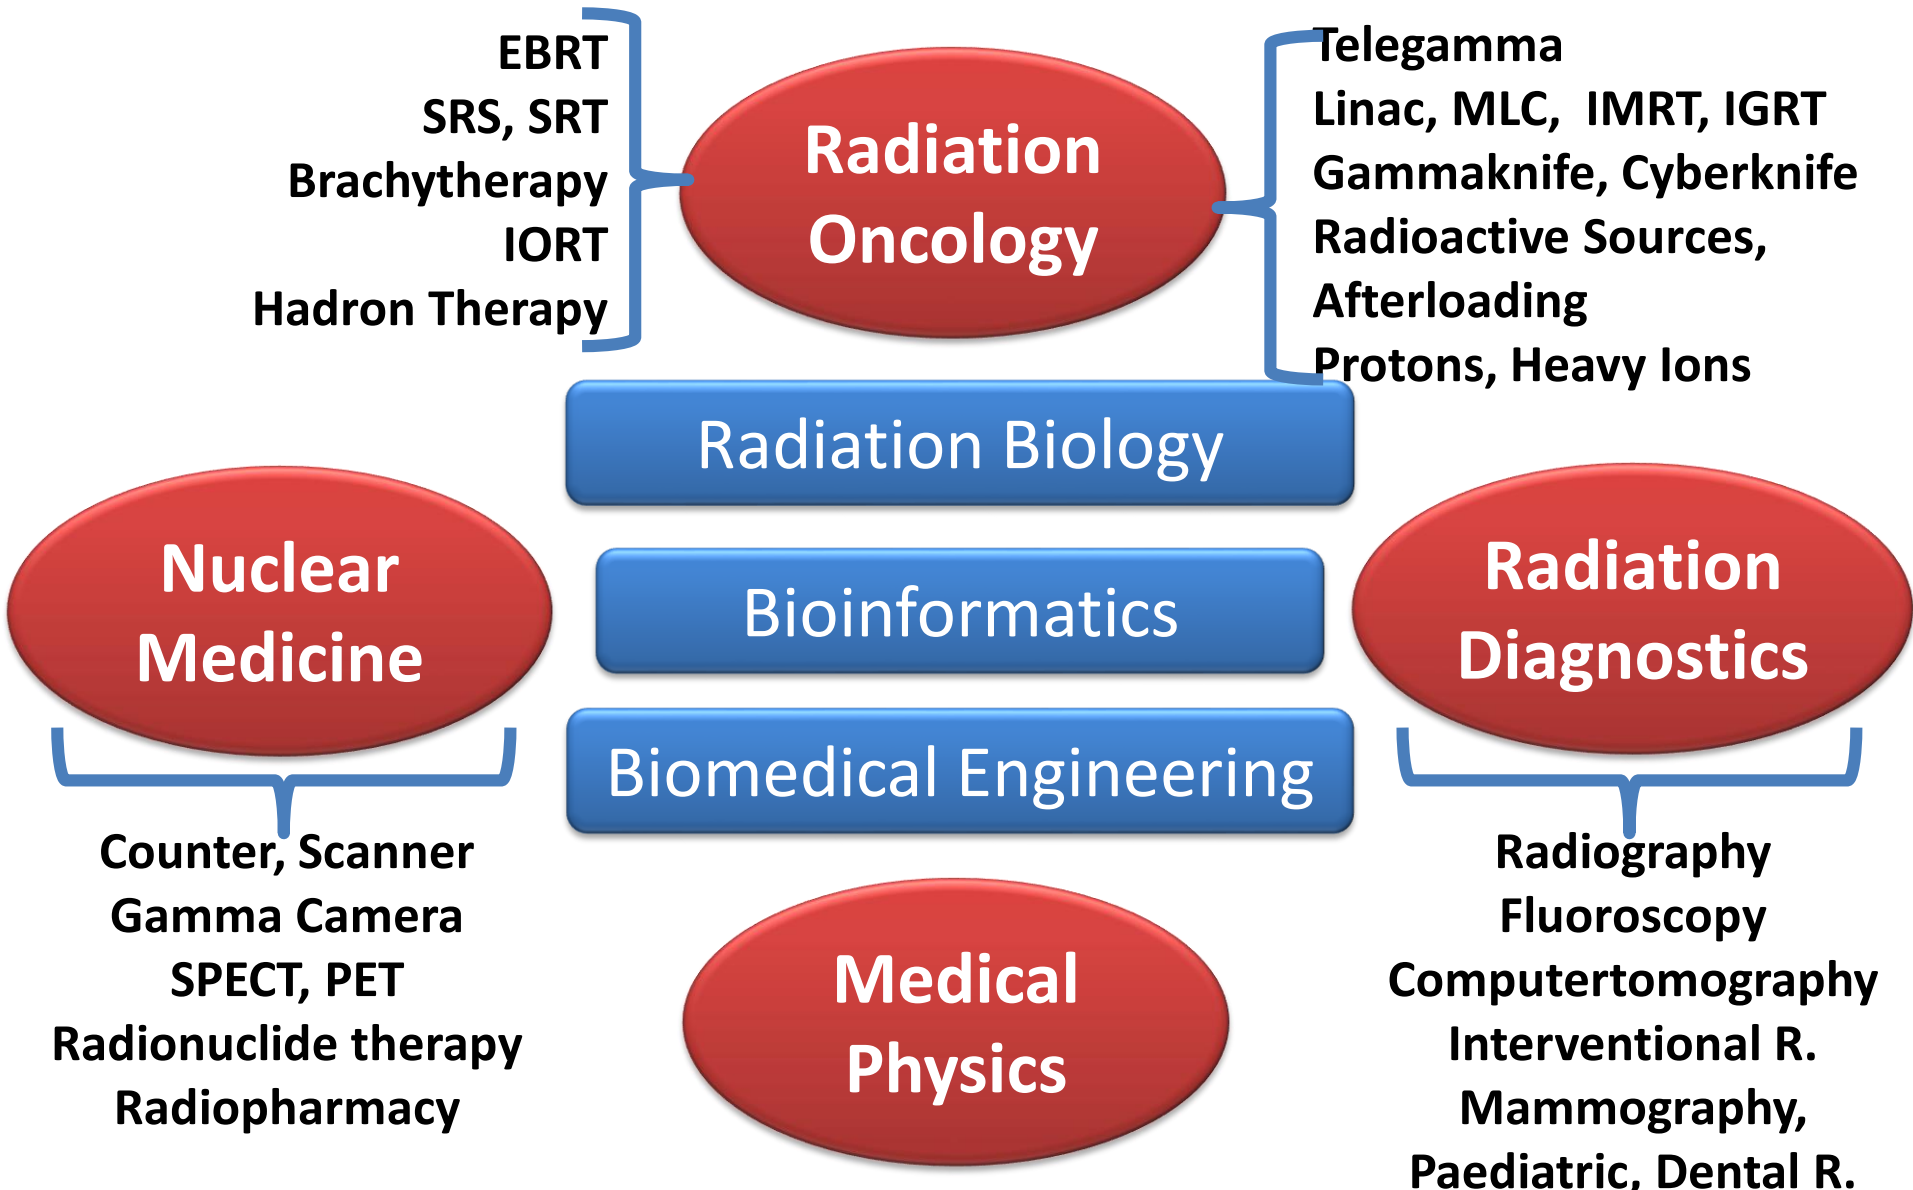 EBRT
SRS, SRT
Brachytherapy
IORT
Hadron Therapy
Radiation
Oncology
Telegamma
Linac, MLC,  IMRT, IGRT
Gammaknife, Cyberknife
Radioactive Sources,
Afterloading
Protons, Heavy Ions
Radiation Biology
Nuclear
Medicine
Bioinformatics
Radiation
Diagnostics
Biomedical Engineering
Counter, Scanner
Gamma Camera
SPECT, PET
Radionuclide therapy
Radiopharmacy
Medical
Physics
Radiography
Fluoroscopy
Computertomography
Interventional R.
Mammography,
Paediatric, Dental R.